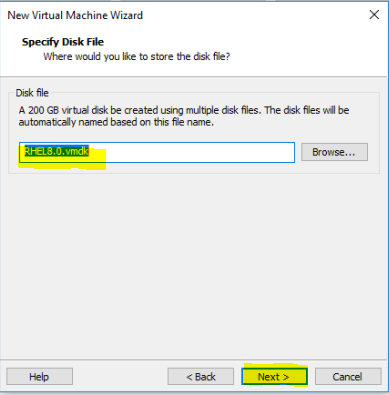 New Virtual Machine Wizard
Specify Disk File
Where would you like to store the disk file?
Disk file
A 200 GB virtual disk be created using multiple disk files. The disk files will be
automatically named based on this file name.
RHEL8.0.vmdk
Browse...
Help
< Back
Next >
Cancel